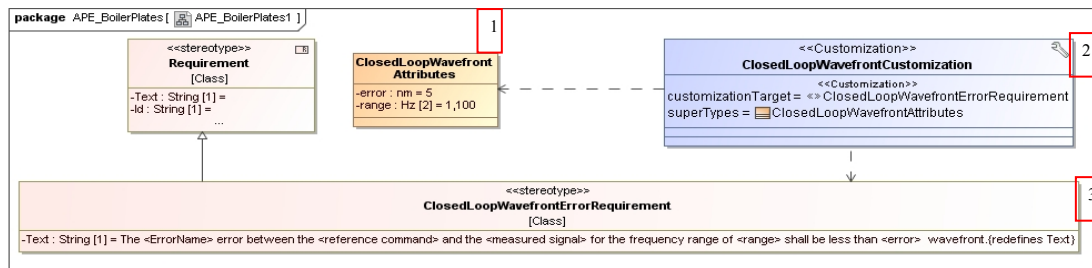 package APE_BoilerPlates [ APE_BoilerPlates1 ]
1
<<stereotype>>
Requirement
[Class]
-Text : String [1] =
-Id : String [1] =
...
ClosedLoopWavefront
Attributes
-error : nm = 5
-range : Hz [2] = 1,100
2
<<Customization>>
ClosedLoopWavefrontCustomization
<<Customization>>
customizationTarget = «»ClosedLoopWavefrontErrorRequirement
superTypes = ClosedLoopWavefrontAttributes
3
<<stereotype>>
ClosedLoopWavefrontErrorRequirement
[Class]
-Text : String [1] = The <ErrorName> error between the <reference command> and the <measured signal> for the frequency range of <range> shall be less than <error> wavefront.{redefines Text}